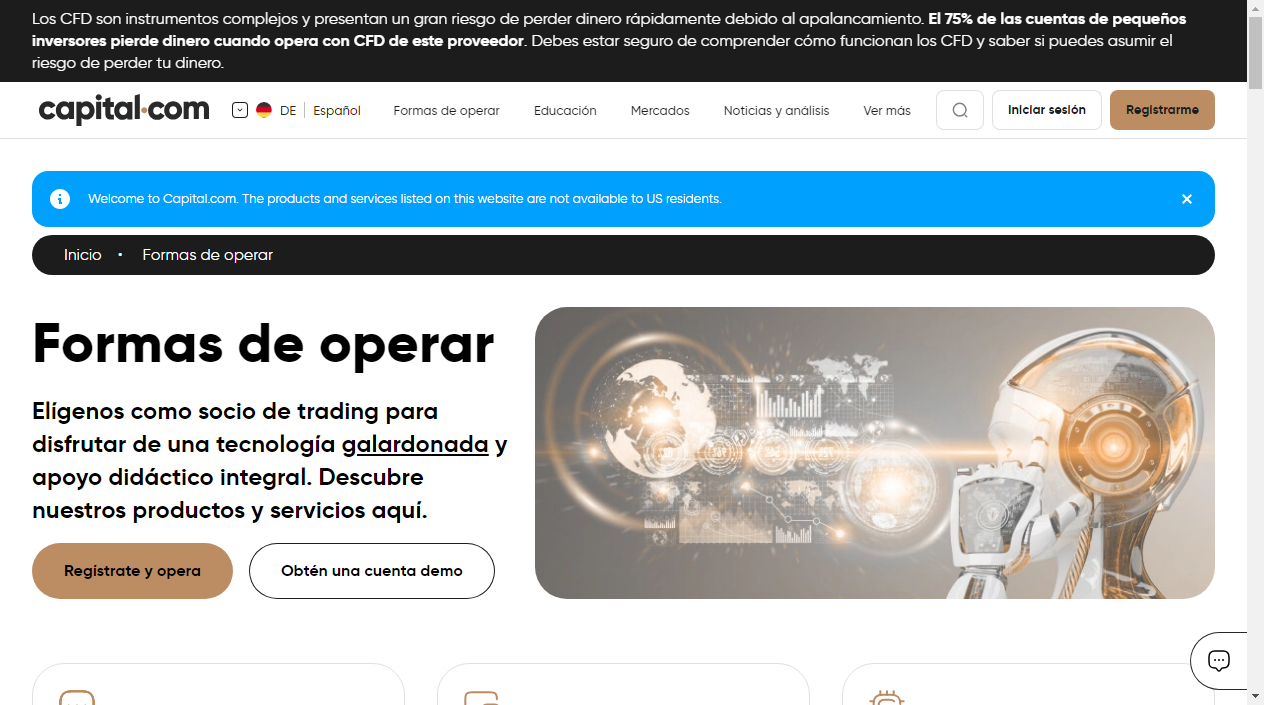 Los CFD son instrumentos complejos y presentan un gran riesgo de perder dinero rápidamente debido al apalancamiento. El 75% de las cuentas de pequeños
inversores pierde dinero cuando opera con CFD de este proveedor. Debes estar seguro de comprender cómo funcionan los CFD y saber si puedes asumir el
riesgo de perder tu dinero.
capital.com DE Español Formas de operar Educación Mercados Noticias y análisis Ver más Iniciar sesión Registrarme
Welcome to Capital.com. The products and services listed on this website are not available to US residents.
Inicio • Formas de operar
Formas de operar
Elígenos como socio de trading para
disfrutar de una tecnología galardonada y
apoyo didáctico integral. Descubre
nuestros productos y servicios aquí.
Regístrate y opera Obtén una cuenta demo